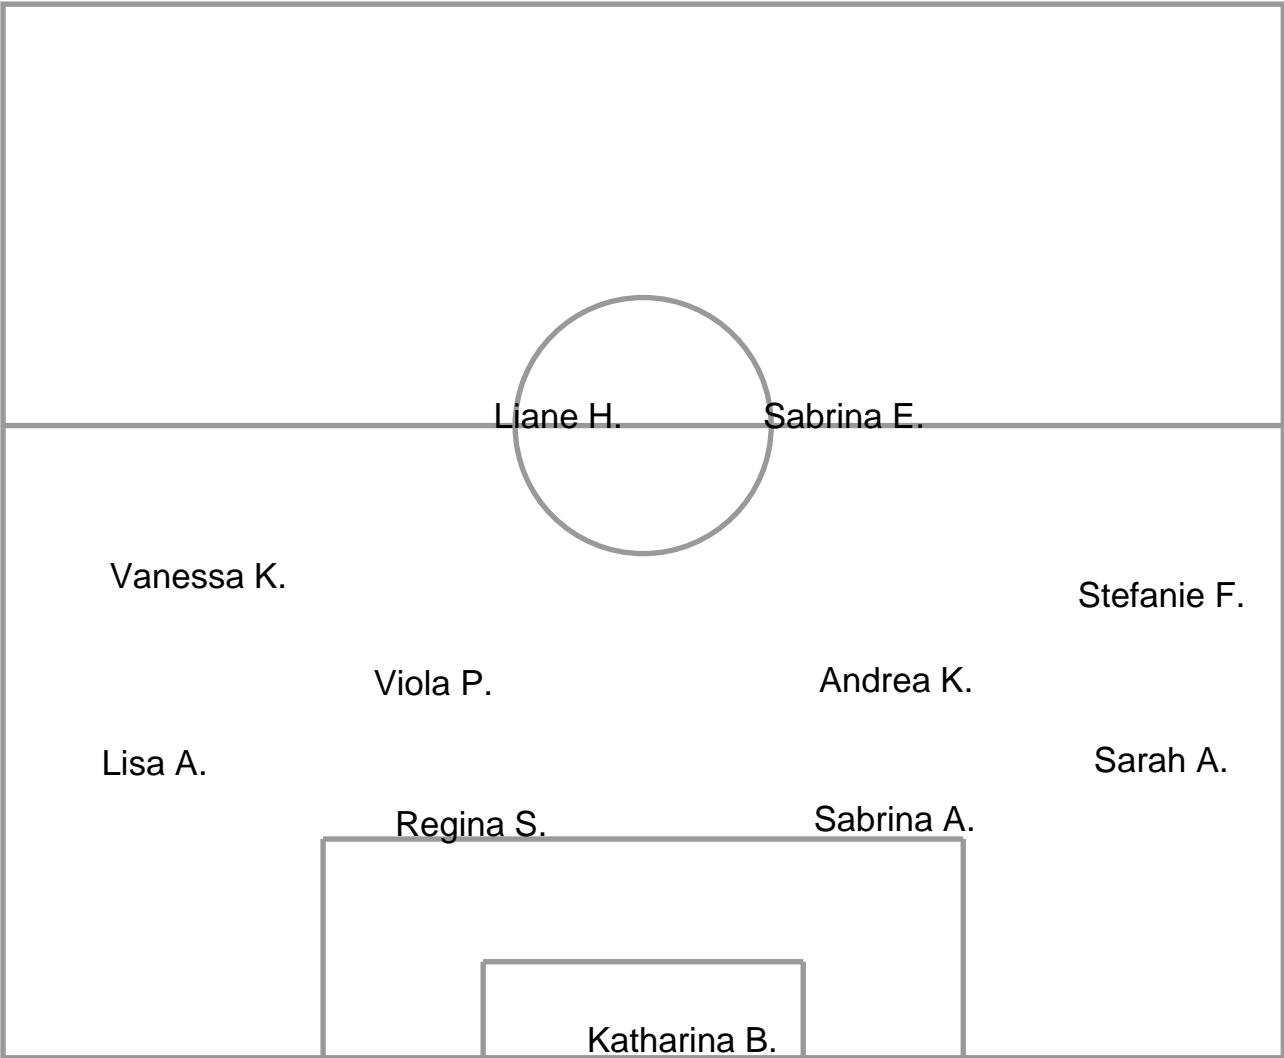 Liane H.
Sabrina E.
Vanessa K.
Stefanie F.
Viola P.
Andrea K.
Lisa A.
Sarah A.
Regina S.
Sabrina A.
Katharina B.